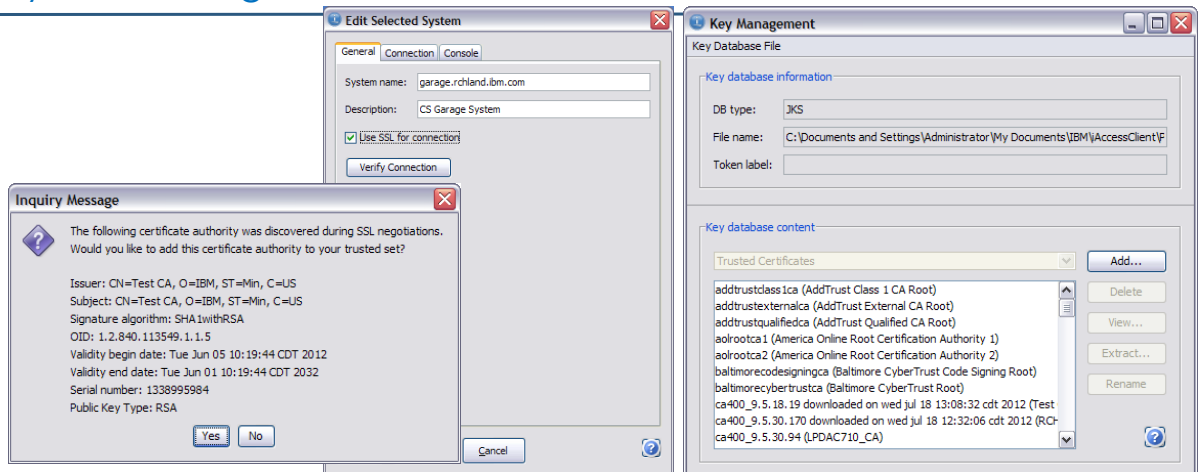 Edit Selected System
General Connection Console
System name: garage.rchland.ibm.com
Description: CS Garage System
Use SSL for connection
Verify Connection
Cancel
Inquiry Message
The following certificate authority was discovered during SSL negotiations.
Would you like to add this certificate authority to your trusted set?
Issuer: CN=Test CA, O=IBM, ST=Min, C=US
Subject: CN=Test CA, O=IBM, ST=Min, C=US
Signature algorithm: SHA1withRSA
OID: 1.2.840.113549.1.1.5
Validity begin date: Tue Jun 05 10:19:44 CDT 2012
Validity end date: Tue Jun 01 10:19:44 CDT 2032
Serial number: 1338995984
Public Key Type: RSA
Yes No
Key Management
Key Database File
Key database information
DB type: JKS
File name: C:\Documents and Settings\Administrator\My Documents\IBM\iAccessClient\P
Token label:
Key database content
Trusted Certificates
Add...
addtrustclass1ca (AddTrust Class 1 CA Root)
Delete
addtrustexternalca (AddTrust External CA Root)
addtrustqualifiedca (AddTrust Qualified CA Root)
View...
aolrootca1 (America Online Root Certification Authority 1)
aolrootca2 (America Online Root Certification Authority 2)
Extract...
baltimorecodesigningca (Baltimore CyberTrust Code Signing Root)
baltimorecybertrustca (Baltimore CyberTrust Root)
Rename
ca400_9.5.18.19 downloaded on wed jul 18 13:08:32 cdt 2012 (Test
ca400_9.5.30.170 downloaded on wed jul 18 12:32:06 cdt 2012 (RCH
ca400_9.5.30.94 (LPDAC710_CA)